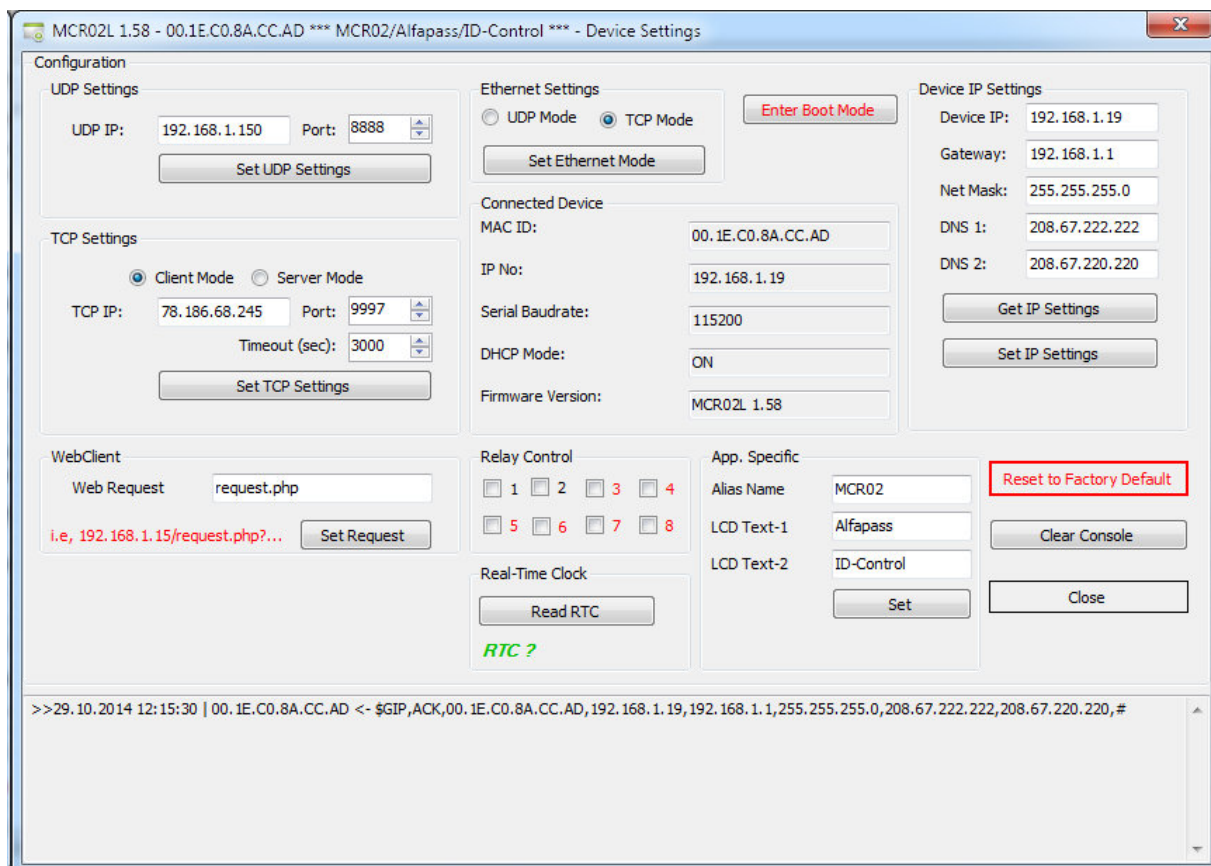 MCR02L 1.58 - 00.1E.C0.8A.CC.AD *** MCR02/Alfapass/ID-Control *** - Device Settings
Configuration
UDP Settings
UDP IP: 192.168.1.150 Port: 8888
Set UDP Settings
TCP Settings
Client Mode Server Mode
TCP IP: 78.186.68.245 Port: 9997
Timeout (sec): 3000
Set TCP Settings
WebClient
Web Request request.php
i.e, 192.168.1.15/request.php?... Set Request
Ethernet Settings
UDP Mode TCP Mode
Set Ethernet Mode
Enter Boot Mode
Connected Device
MAC ID: 00.1E.C0.8A.CC.AD
IP No: 192.168.1.19
Serial Baudrate: 115200
DHCP Mode: ON
Firmware Version: MCR02L 1.58
Relay Control
1 2 3 4
5 6 7 8
Real-Time Clock
Read RTC
RTC ?
App. Specific
Alias Name MCR02
LCD Text-1 Alfapass
LCD Text-2 ID-Control
Set
Device IP Settings
Device IP: 192.168.1.19
Gateway: 192.168.1.1
Net Mask: 255.255.255.0
DNS 1: 208.67.222.222
DNS 2: 208.67.220.220
Get IP Settings
Set IP Settings
Reset to Factory Default
Clear Console
Close
>>29.10.2014 12:15:30 | 00.1E.C0.8A.CC.AD <- $GIP,ACK,00.1E.C0.8A.CC.AD,192.168.1.19,192.168.1.1,255.255.255.0,208.67.222.222,208.67.220.220,#